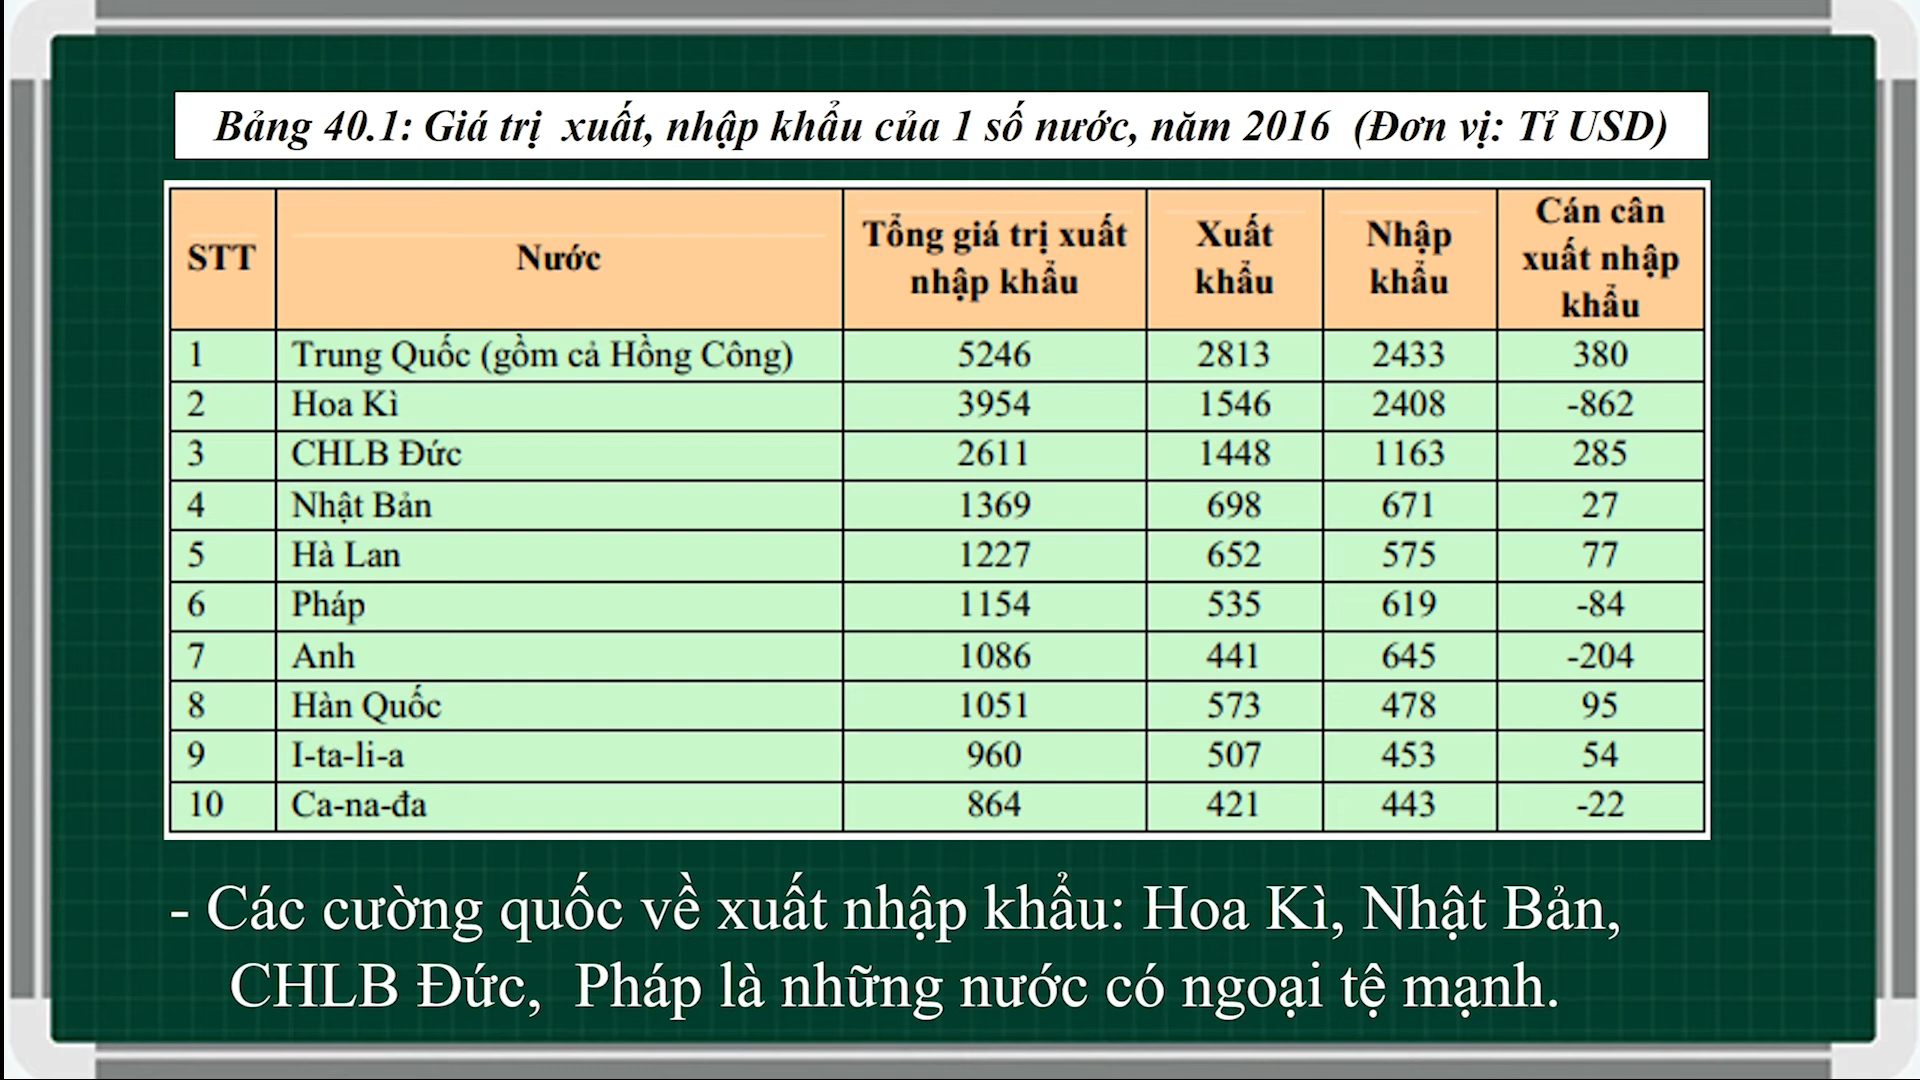 Bảng 40.1: Giá trị xuất, nhập khẩu của 1 số nước, năm 2016 (Đơn vị: Tỉ USD)
STT Nước Tổng giá trị xuất nhập khẩu Xuất khẩu Nhập khẩu Cán cân xuất nhập khẩu
1 Trung Quốc (gồm cả Hồng Công) 5246 2813 2433 380
2 Hoa Kì 3954 1546 2408 -862
3 CHLB Đức 2611 1448 1163 285
4 Nhật Bản 1369 698 671 27
5 Hà Lan 1227 652 575 77
6 Pháp 1154 535 619 -84
7 Anh 1086 441 645 -204
8 Hàn Quốc 1051 573 478 95
9 I-ta-li-a 960 507 453 54
10 Ca-na-đa 864 421 443 -22
- Các cường quốc về xuất nhập khẩu: Hoa Kì, Nhật Bản,
CHLB Đức, Pháp là những nước có ngoại tệ mạnh.